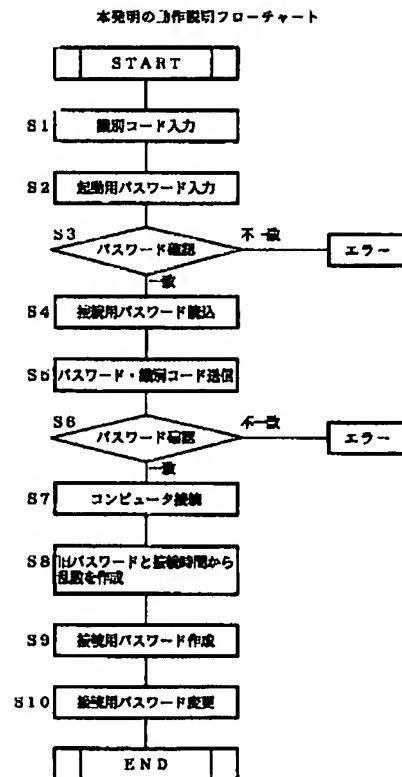 本発明の動作説明フローチャート
START
S1 識別コード入力
S2 起動用パスワード入力
S3 パスワード確認 不一致 エラー
一致
S4 接続用パスワード読込
S5 パスワード・識別コード送信
S6 パスワード確認 不一致 エラー
一致
S7 コンピュータ接続
S8 旧パスワードと接続時間から
乱数を作成
S9 接続用パスワード作成
S10 接続用パスワード変更
END